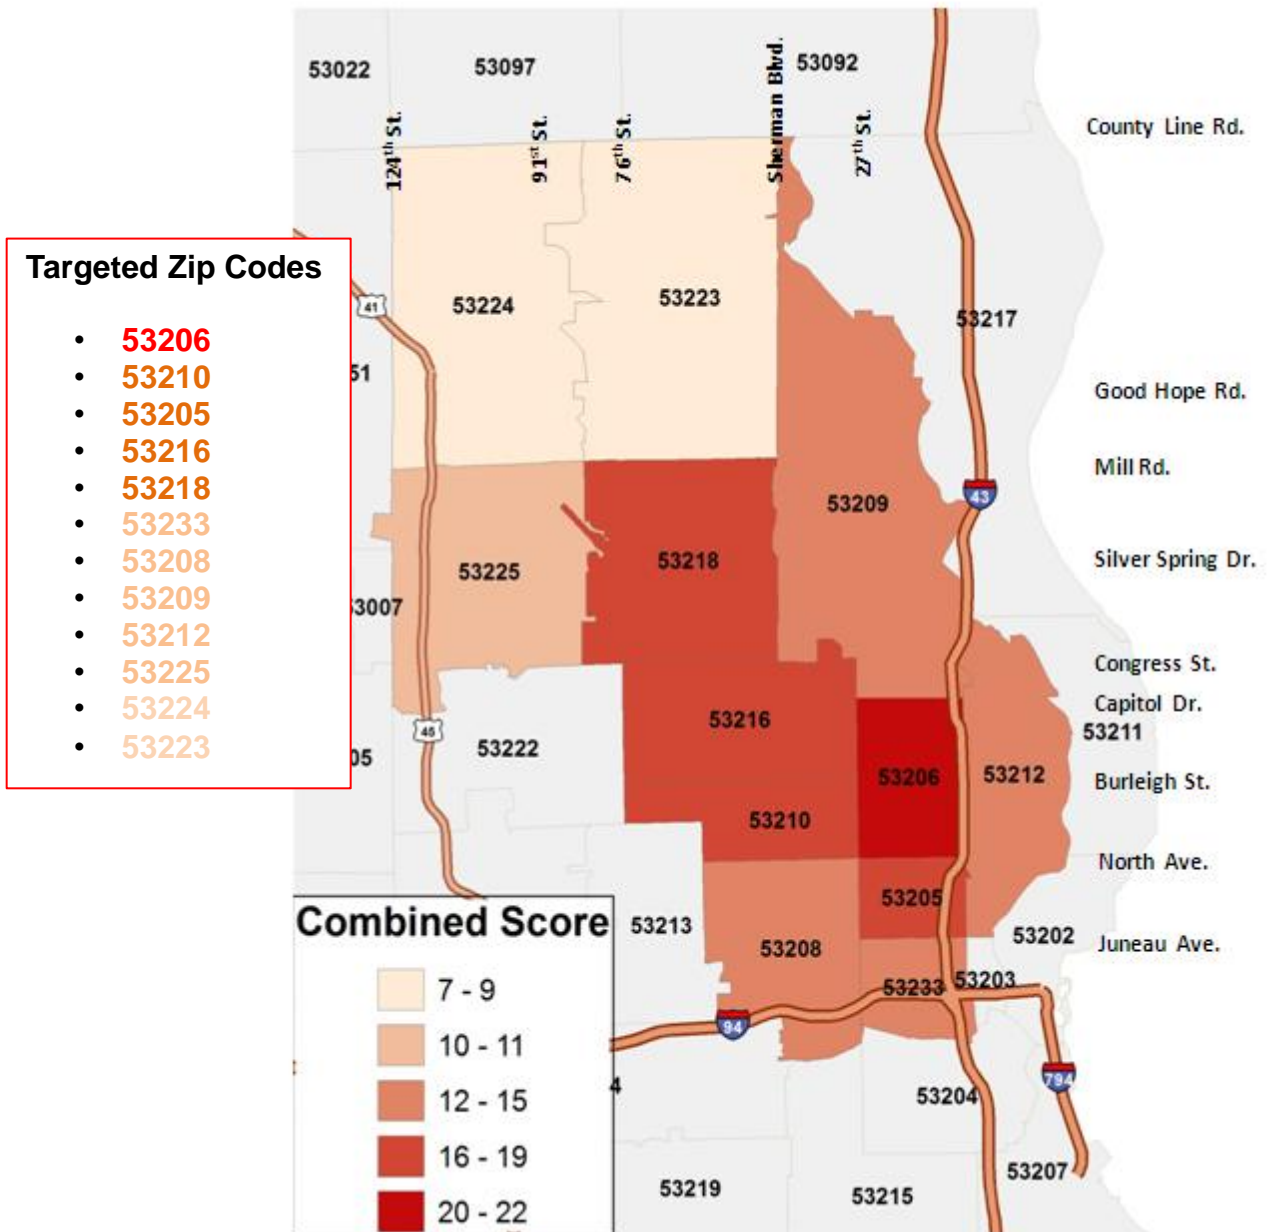 53022
53097
53092
Sherman Blvd.
124th St.
91st St.
76th St.
27th St.
County Line Rd.
Targeted Zip Codes
• 53206
• 53210
• 53205
• 53216
• 53218
• 53233
• 53208
• 53209
• 53212
• 53225
• 53224
• 53223
41
53224
53223
53217
51
Good Hope Rd.
Mill Rd.
43
53209
Silver Spring Dr.
53225
53218
3007
Congress St.
Capitol Dr.
53216
53211
45
53222
05
53206
53212
Burleigh St.
53210
North Ave.
53205
53213
53208
53202
Juneau Ave.
53233
53203
94
794
4
53204
53207
53219
53215
Combined Score
7 - 9
10 - 11
12 - 15
16 - 19
20 - 22